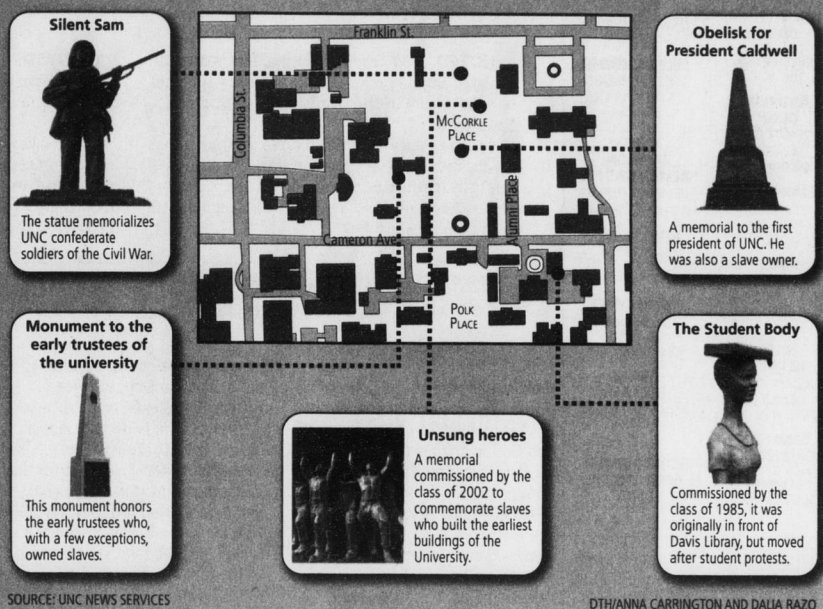 Silent Sam
The statue memorializes
UNC confederate
soldiers of the Civil War.
Franklin St.
Columbia St.
McCorkle
Place
Alumni Place
Cameron Ave.
Polk
Place
Obelisk for
President Caldwell
A memorial to the first
president of UNC. He
was also a slave owner.
Monument to the
early trustees of
the university
This monument honors
the early trustees who,
with a few exceptions,
owned slaves.
Unsung heroes
A memorial
commissioned by the
class of 2002 to
commemorate slaves
who built the earliest
buildings of the
University.
The Student Body
Commissioned by the
class of 1985, it was
originally in front of
Davis Library, but moved
after student protests.
SOURCE: UNC NEWS SERVICES
DTH/ANNA CARRINGTON AND DALIA RAZO